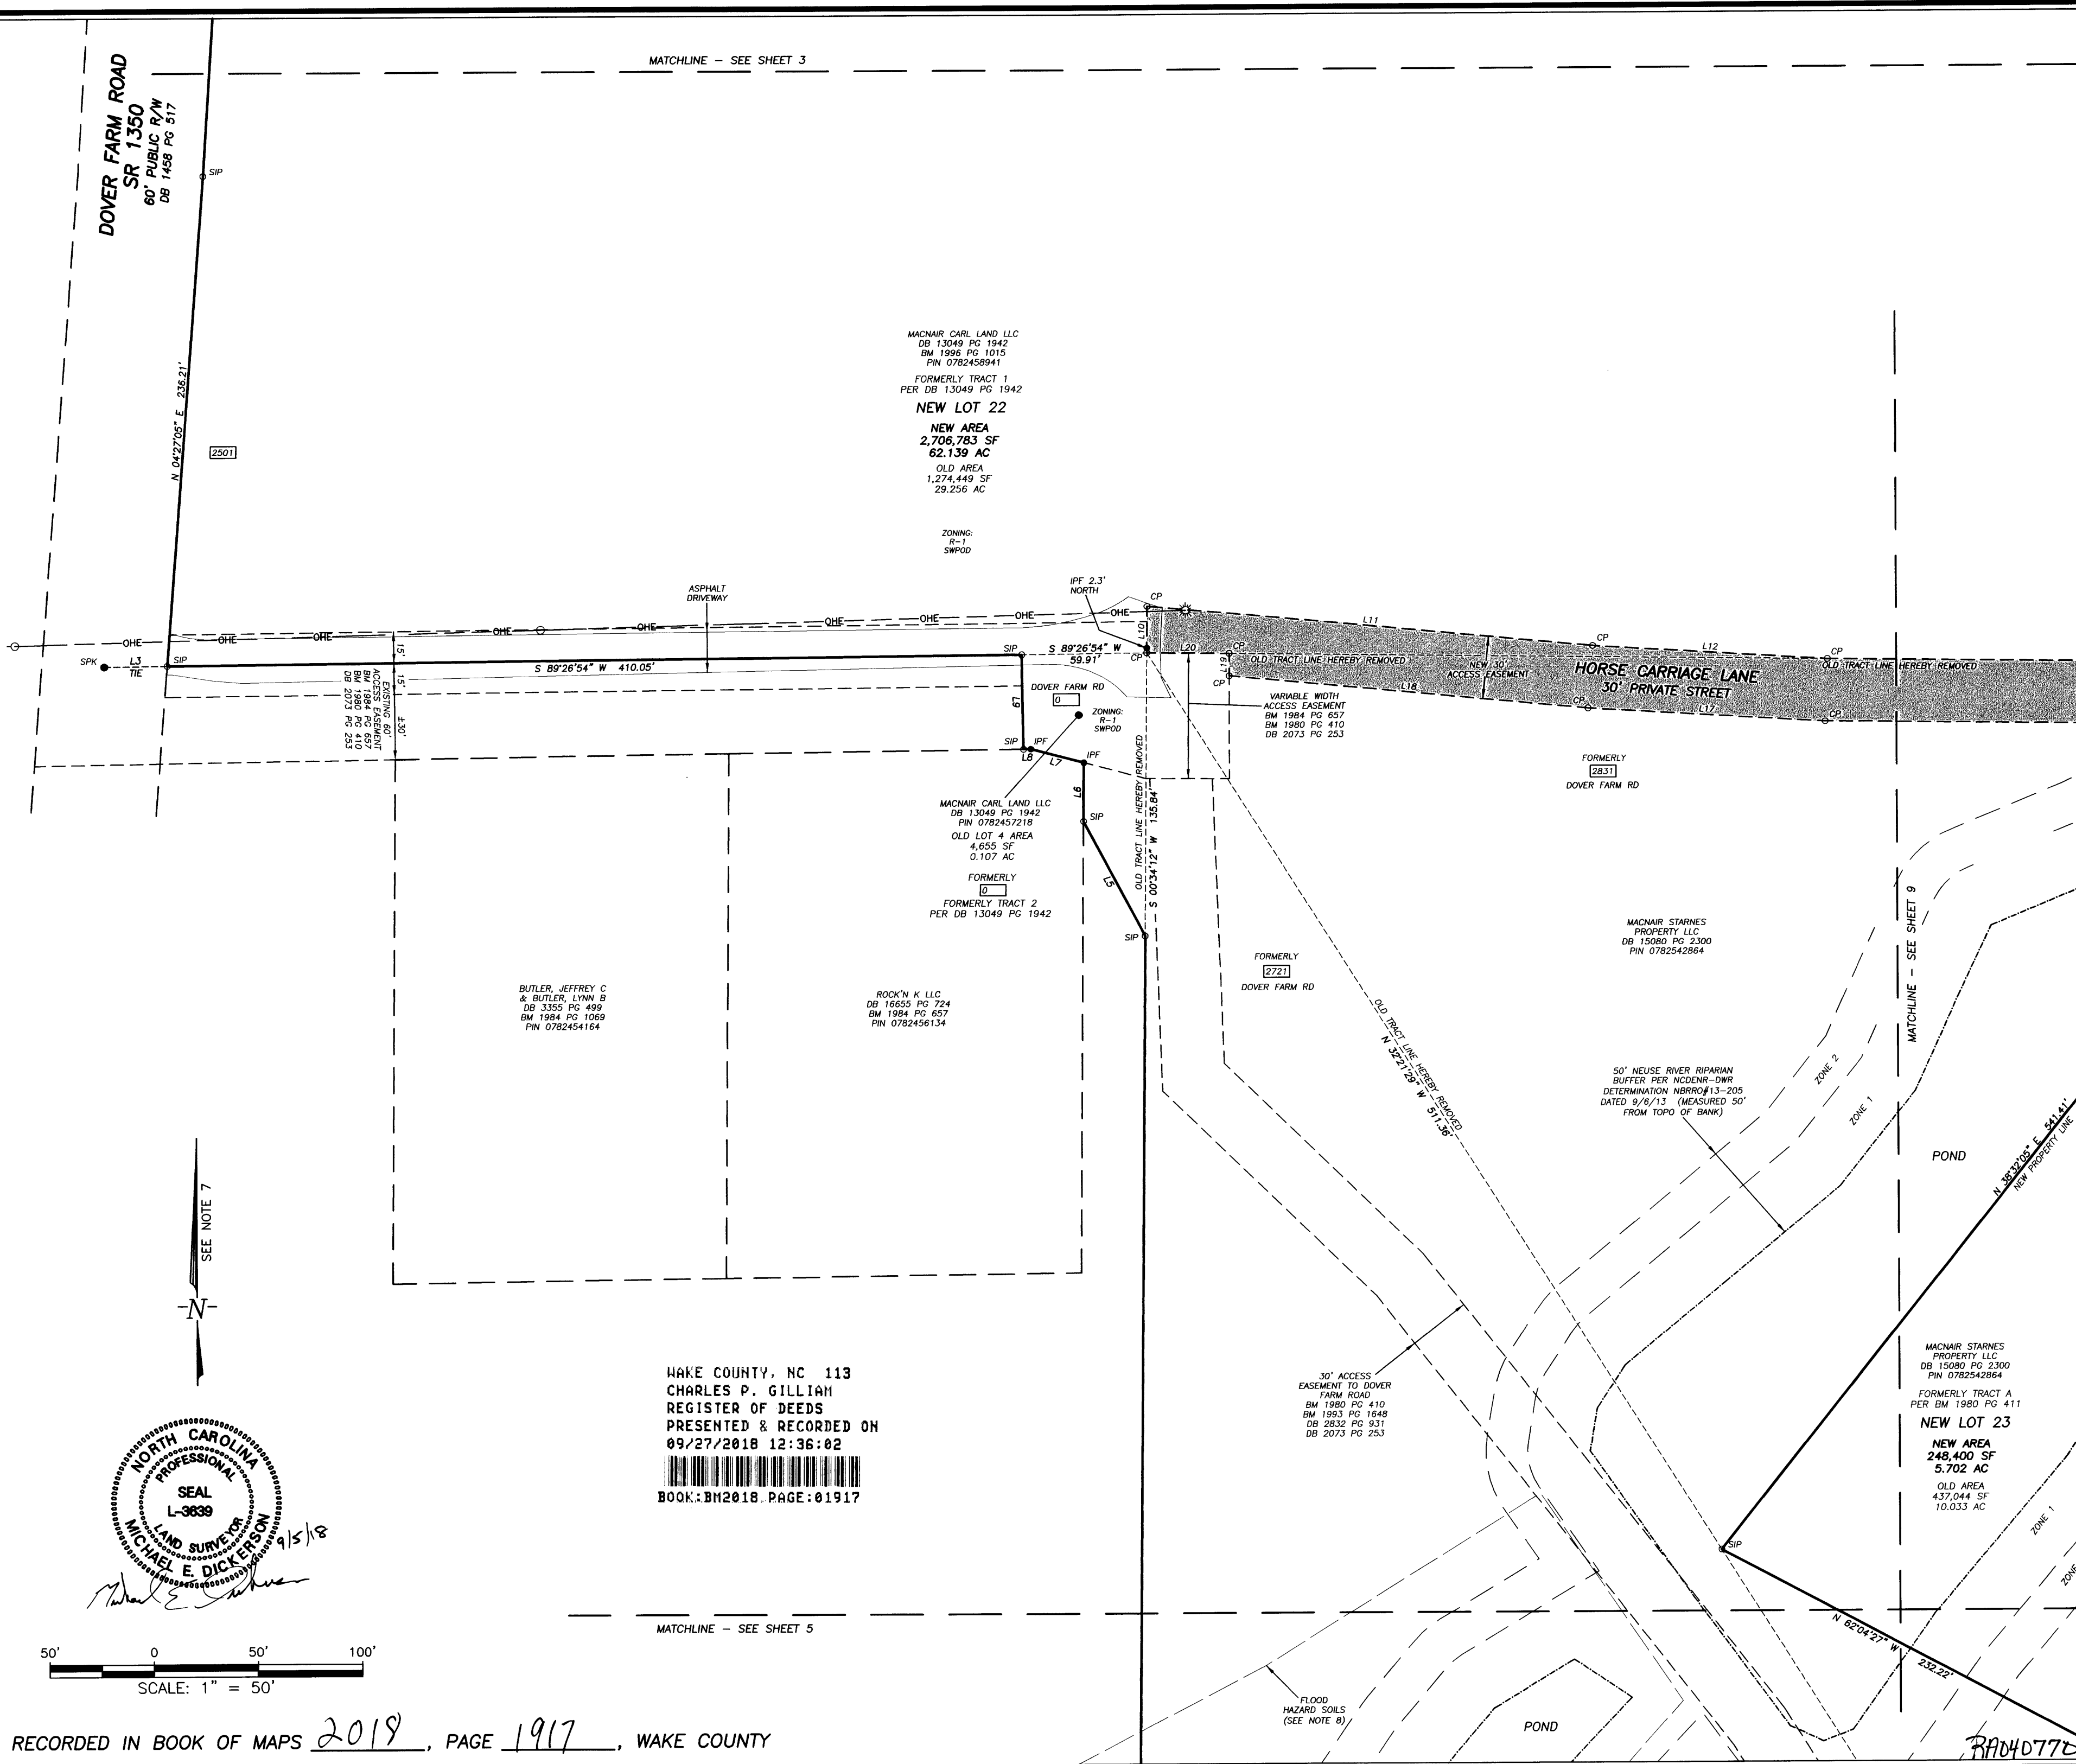 MATCHLINE – SEE SHEET 3
DOVER FARM ROAD
SR 1350
60' PUBLIC R/W
DB 1458 PG 517
SIP
N 04°27'05" E 236.21'
2501
MACNAIR CARL LAND LLC
DB 13049 PG 1942
BM 1996 PG 1015
PIN 0782458941
FORMERLY TRACT 1
PER DB 13049 PG 1942
NEW LOT 22
NEW AREA
2,706,783 SF
62.139 AC
OLD AREA
1,274,449 SF
29.256 AC
ZONING:
R-1
SWPOD
ASPHALT
DRIVEWAY
IPF 2.3'
NORTH
CP
OHE
OHE
OHE
OHE
OHE
OHE
OHE
OHE
OHE
L10
L11
CP
L12
CP
SPK
L3
TIE
SIP
S 89°26'54" W 410.05'
SIP
S 89°26'54" W
59.91'
CP
L20
CP
L19
CP
OLD TRACT LINE HEREBY REMOVED
NEW 30'
ACCESS EASEMENT
HORSE CARRIAGE LANE
30' PRIVATE STREET
OLD TRACT LINE HEREBY REMOVED
L18
CP
L17
CP
15'
15'
±30'
EXISTING 60'
ACCESS EASEMENT
BM 1984 PG 657
BM 1980 PG 410
DB 2073 PG 253
L9
DOVER FARM RD
0
ZONING:
R-1
SWPOD
SIP
IPF
L8
L7
IPF
L6
SIP
L5
SIP
VARIABLE WIDTH
ACCESS EASEMENT
BM 1984 PG 657
BM 1980 PG 410
DB 2073 PG 253
OLD TRACT LINE HEREBY REMOVED
S 00°34'12" W 135.84'
FORMERLY
2831
DOVER FARM RD
MACNAIR CARL LAND LLC
DB 13049 PG 1942
PIN 0782457218
OLD LOT 4 AREA
4,655 SF
0.107 AC
FORMERLY
0
FORMERLY TRACT 2
PER DB 13049 PG 1942
MACNAIR STARNES
PROPERTY LLC
DB 15080 PG 2300
PIN 0782542864
MATCHLINE – SEE SHEET 9
FORMERLY
2721
DOVER FARM RD
BUTLER, JEFFREY C
& BUTLER, LYNN B
DB 3355 PG 499
BM 1984 PG 1069
PIN 0782454164
ROCK'N K LLC
DB 16655 PG 724
BM 1984 PG 657
PIN 0782456134
OLD TRACT LINE HEREBY REMOVED
N 32°21'29" W 511.36'
50' NEUSE RIVER RIPARIAN
BUFFER PER NCDENR-DWR
DETERMINATION NBRRO#13-205
DATED 9/6/13 (MEASURED 50'
FROM TOPO OF BANK)
ZONE 2
ZONE 1
POND
N 38°32'05" E 541.41'
NEW PROPERTY LINE
SEE NOTE 7
-N-
30' ACCESS
EASEMENT TO DOVER
FARM ROAD
BM 1980 PG 410
BM 1993 PG 1648
DB 2832 PG 931
DB 2073 PG 253
MACNAIR STARNES
PROPERTY LLC
DB 15080 PG 2300
PIN 0782542864
FORMERLY TRACT A
PER BM 1980 PG 411
NEW LOT 23
NEW AREA
248,400 SF
5.702 AC
OLD AREA
437,044 SF
10.033 AC
ZONE 1
SIP
N 62°04'27" W
232.22'
WAKE COUNTY, NC 113
CHARLES P. GILLIAM
REGISTER OF DEEDS
PRESENTED & RECORDED ON
09/27/2018 12:36:02
BOOK:BM2018 PAGE:01917
NORTH CAROLINA
PROFESSIONAL
SEAL
L-3639
LAND SURVEYOR
MICHAEL E. DICKERSON
9/5/18
MATCHLINE – SEE SHEET 5
50' 0 50' 100'
SCALE: 1" = 50'
FLOOD
HAZARD SOILS
(SEE NOTE 8)
POND
RECORDED IN BOOK OF MAPS 2018, PAGE 1917, WAKE COUNTY